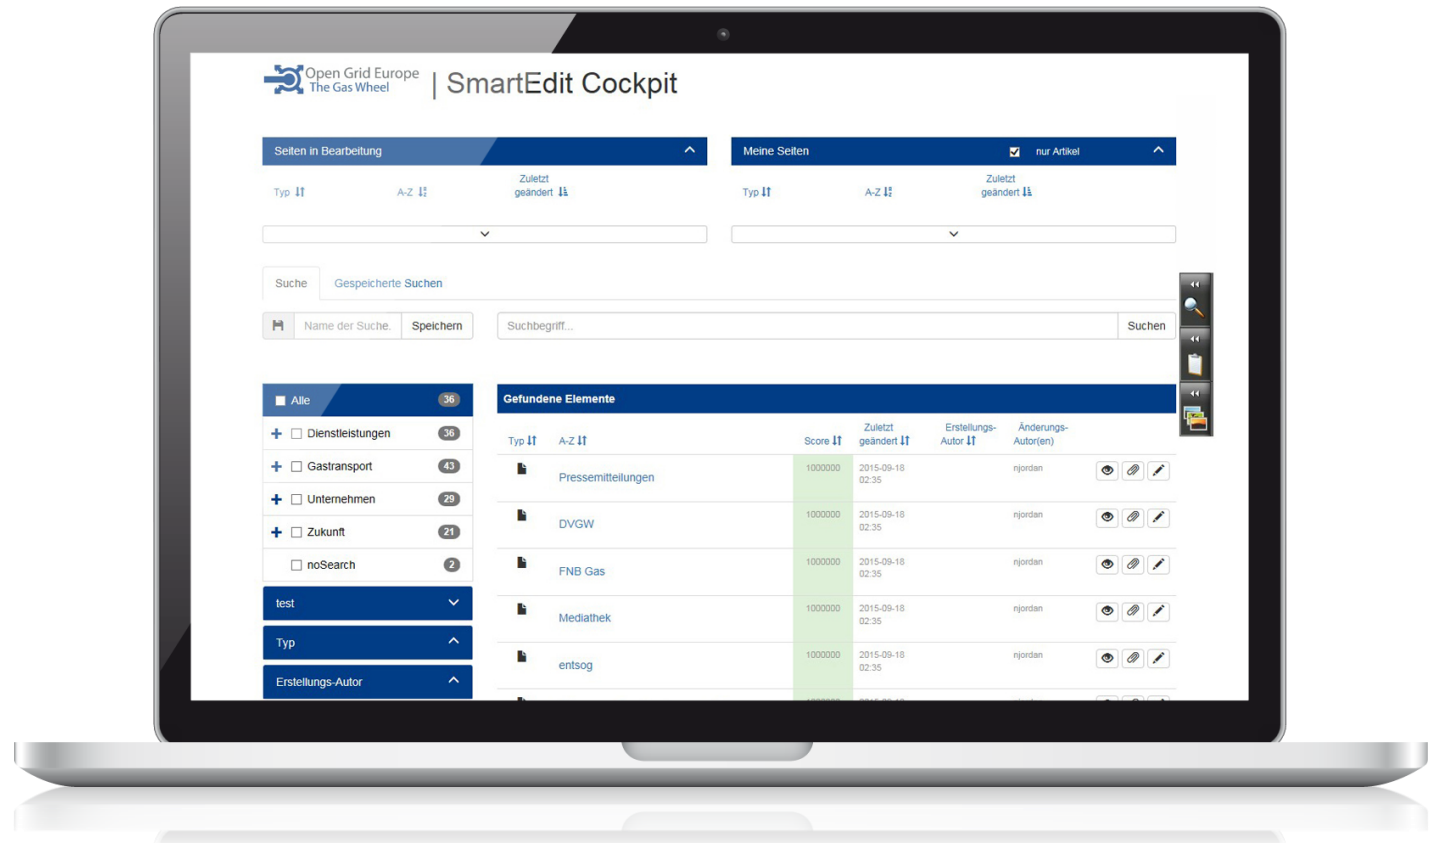 Open Grid Europe
The Gas Wheel
| SmartEdit Cockpit
Seiten in Bearbeitung
Typ
A-Z
Zuletzt
geändert
Meine Seiten
nur Artikel
Typ
A-Z
Zuletzt
geändert
Suche
Gespeicherte Suchen
Name der Suche.
Speichern
Suchbegriff...
Suchen
Alle 36
Dienstleistungen 36
Gastransport 43
Unternehmen 29
Zukunft 21
noSearch 2
test
Typ
Erstellungs-Autor
Gefundene Elemente
Typ
A-Z
Score
Zuletzt
geändert
Erstellungs-
Autor
Änderungs-
Autor(en)
Pressemitteilungen
1000000
2015-09-18
02:35
njordan
DVGW
1000000
2015-09-18
02:35
njordan
FNB Gas
1000000
2015-09-18
02:35
njordan
Mediathek
1000000
2015-09-18
02:35
njordan
entsog
1000000
2015-09-18
02:35
njordan